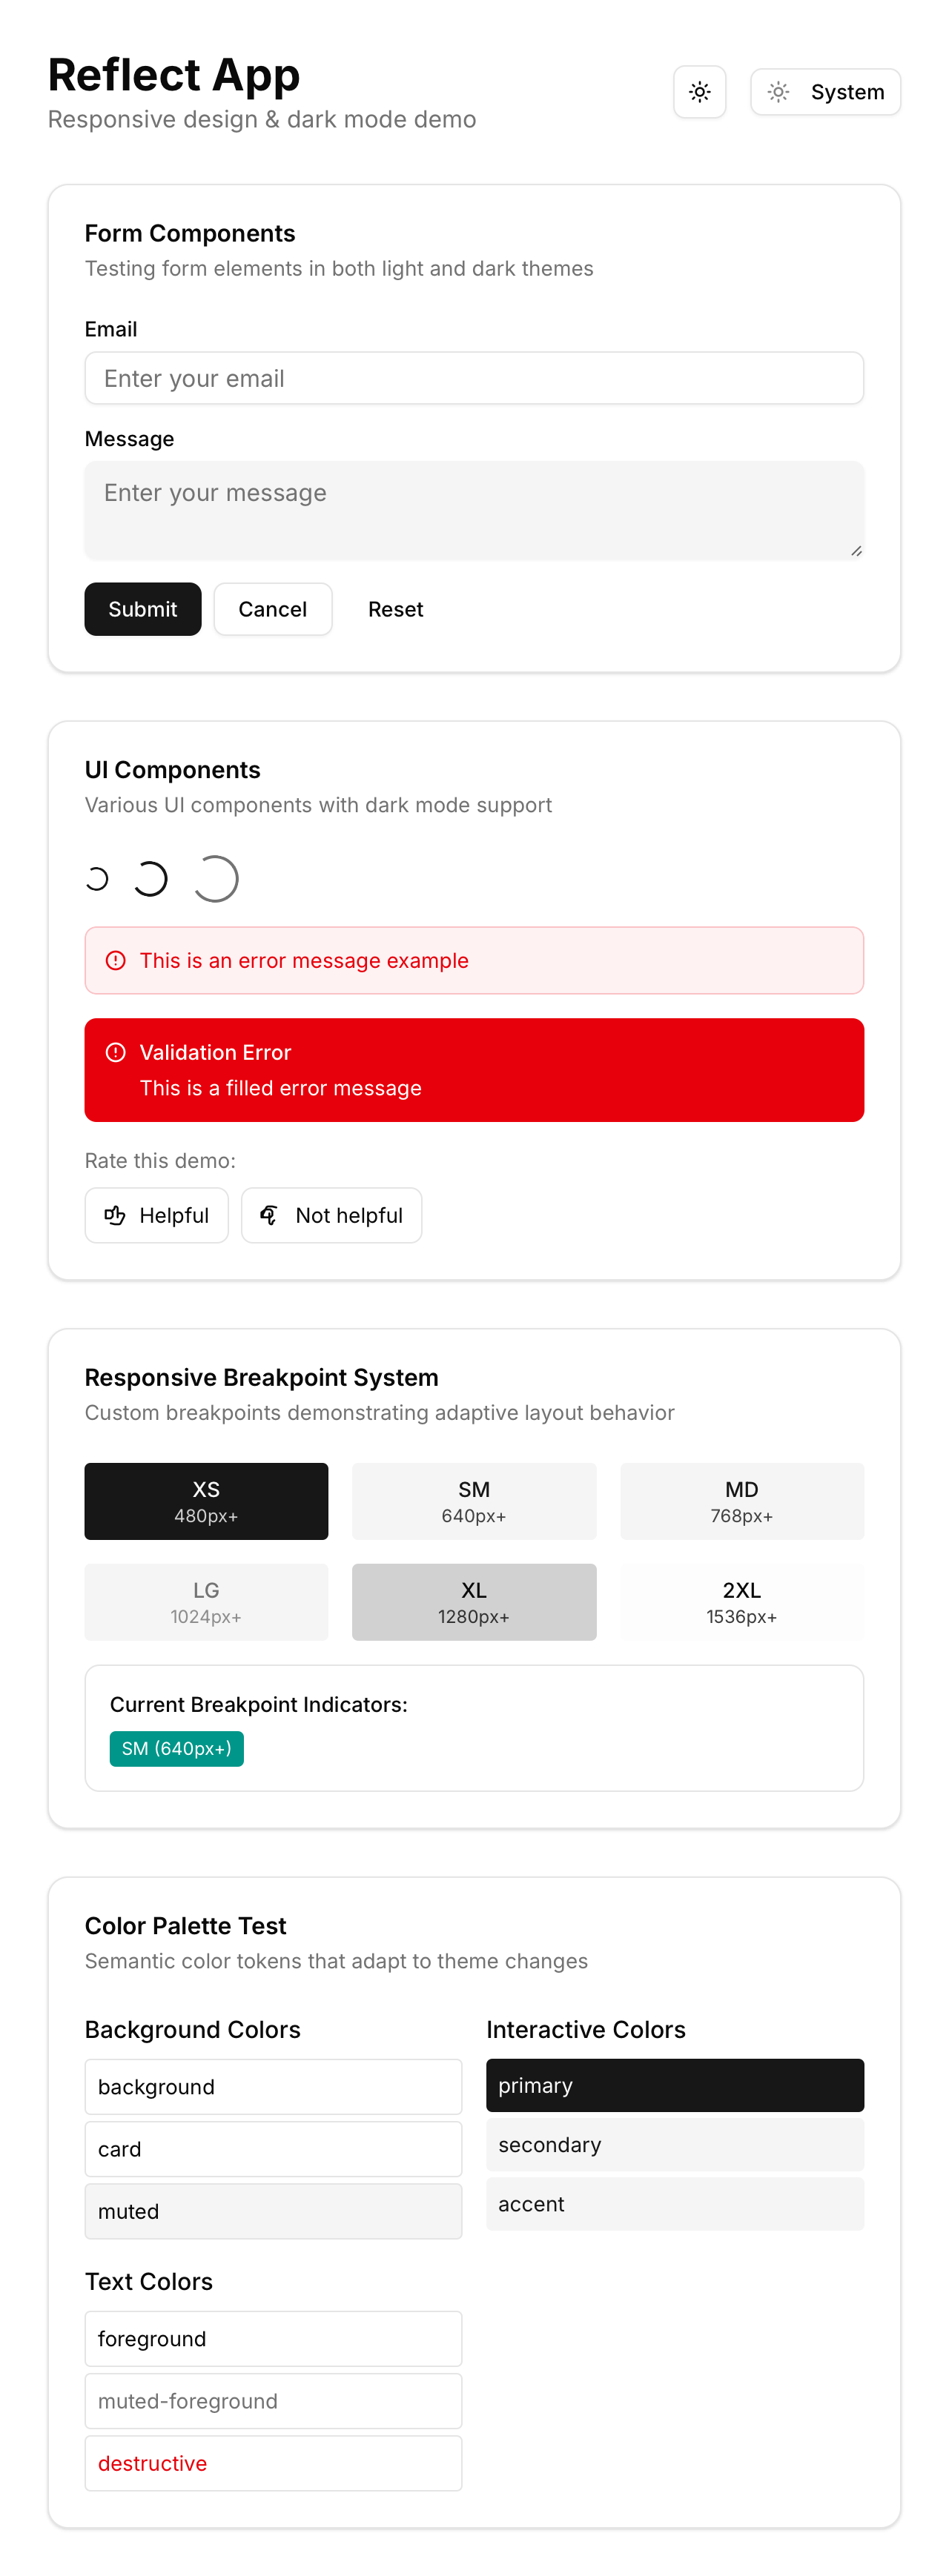 Reflect App
Responsive design & dark mode demo
System
Form Components
Testing form elements in both light and dark themes
Email
Enter your email
Message
Enter your message
Submit
Cancel
Reset
UI Components
Various UI components with dark mode support
This is an error message example
Validation Error
This is a filled error message
Rate this demo:
Helpful
Not helpful
Responsive Breakpoint System
Custom breakpoints demonstrating adaptive layout behavior
XS
480px+
SM
640px+
MD
768px+
LG
1024px+
XL
1280px+
2XL
1536px+
Current Breakpoint Indicators:
SM (640px+)
Color Palette Test
Semantic color tokens that adapt to theme changes
Background Colors
background
card
muted
Interactive Colors
primary
secondary
accent
Text Colors
foreground
muted-foreground
destructive